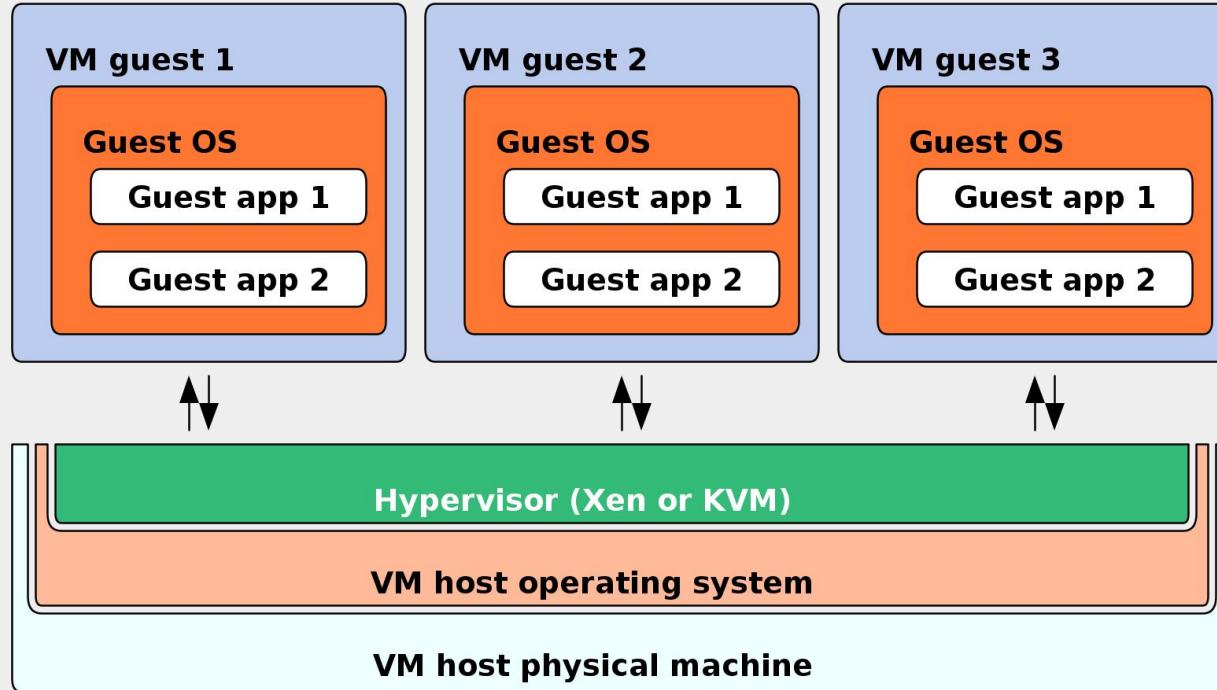 VM guest 1
Guest OS
Guest app 1
Guest app 2
VM guest 2
Guest OS
Guest app 1
Guest app 2
VM guest 3
Guest OS
Guest app 1
Guest app 2
Hypervisor (Xen or KVM)
VM host operating system
VM host physical machine